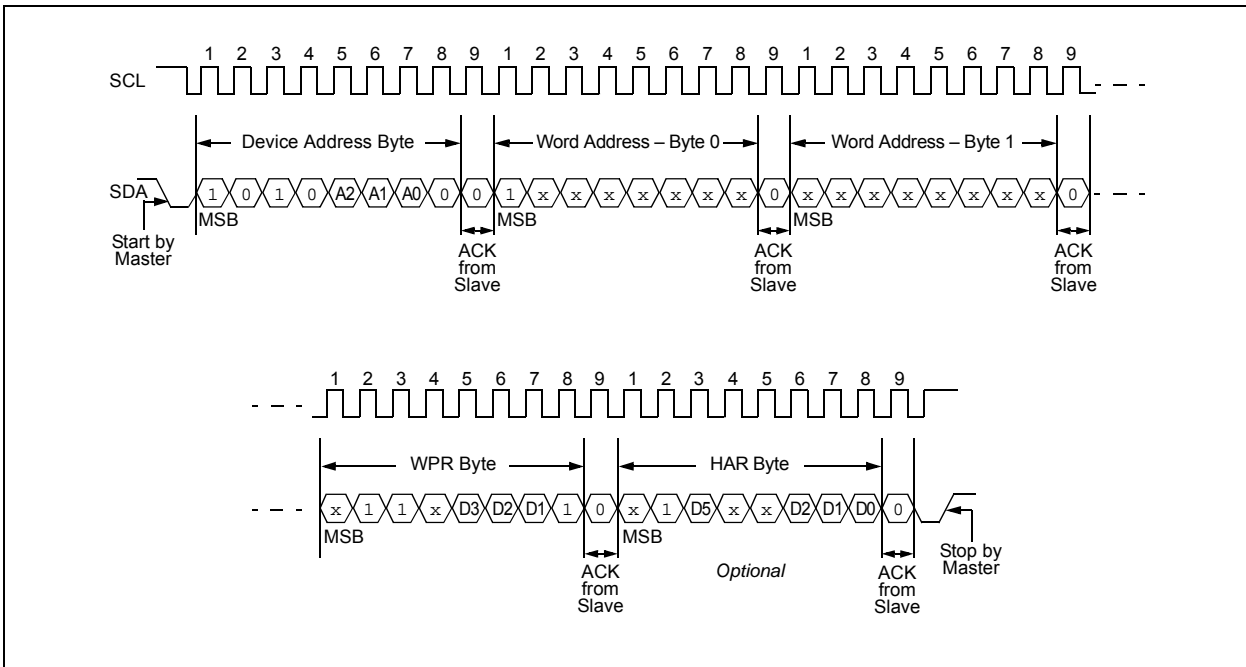 1 2 3 4 5 6 7 8 9 1 2 3 4 5 6 7 8 9 1 2 3 4 5 6 7 8 9
SCL
Device Address Byte Word Address – Byte 0 Word Address – Byte 1
SDA 1 0 1 0 A2 A1 A0 0 0 1 x x x x x x x 0 x x x x x x x x 0
MSB MSB MSB
Start by
Master
ACK
from
Slave
ACK
from
Slave
ACK
from
Slave
1 2 3 4 5 6 7 8 9 1 2 3 4 5 6 7 8 9
WPR Byte HAR Byte
x 1 1 x D3 D2 D1 1 0 x 1 D5 x x D2 D1 D0 0
MSB MSB
ACK
from
Slave
Optional
ACK
from
Slave
Stop by
Master